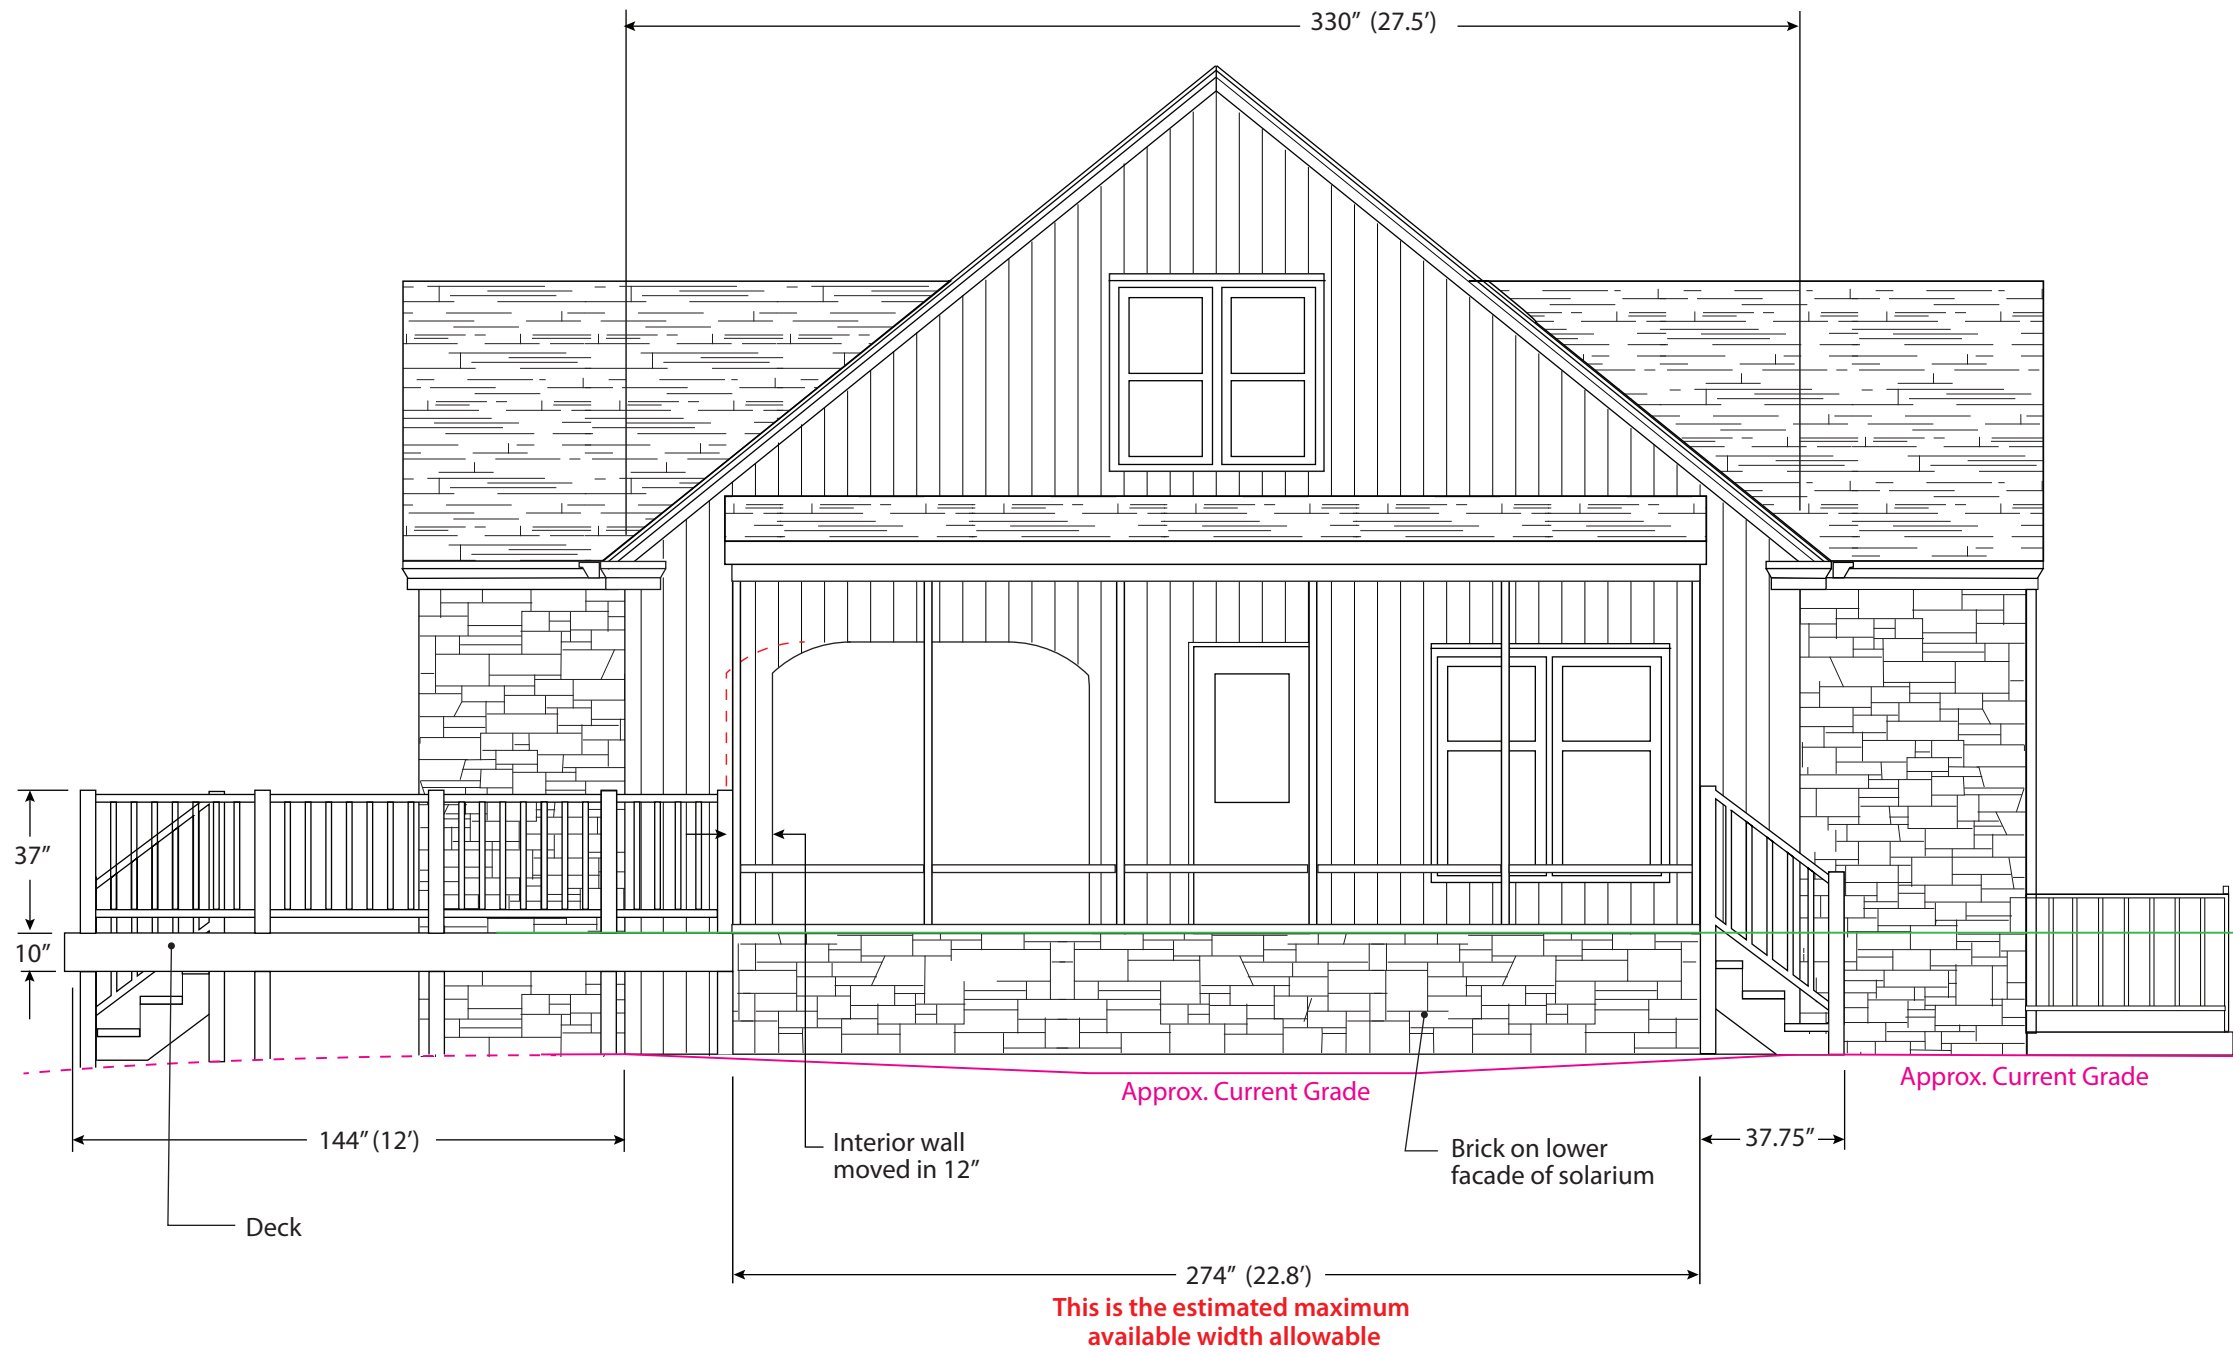 330” (27.5’)
37”
10”
Approx. Current Grade
Approx. Current Grade
144” (12’)
Interior wall
moved in 12”
Brick on lower
facade of solarium
37.75”
Deck
274” (22.8’)
This is the estimated maximum
available width allowable